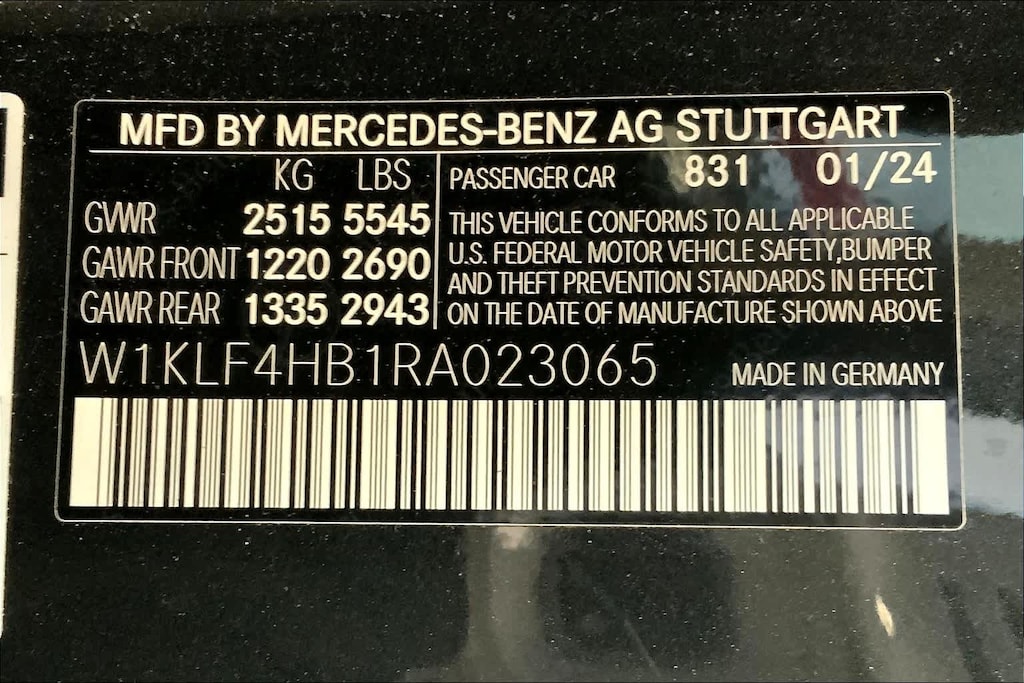 MFD BY MERCEDES-BENZ AG STUTTGART
KG LBS
GVWR 2515 5545
GAWR FRONT 1220 2690
GAWR REAR 1335 2943
PASSENGER CAR 831 01/24
THIS VEHICLE CONFORMS TO ALL APPLICABLE
U.S. FEDERAL MOTOR VEHICLE SAFETY,BUMPER
AND THEFT PREVENTION STANDARDS IN EFFECT
ON THE DATE OF MANUFACTURE SHOWN ABOVE
W1KLF4HB1RA023065
MADE IN GERMANY